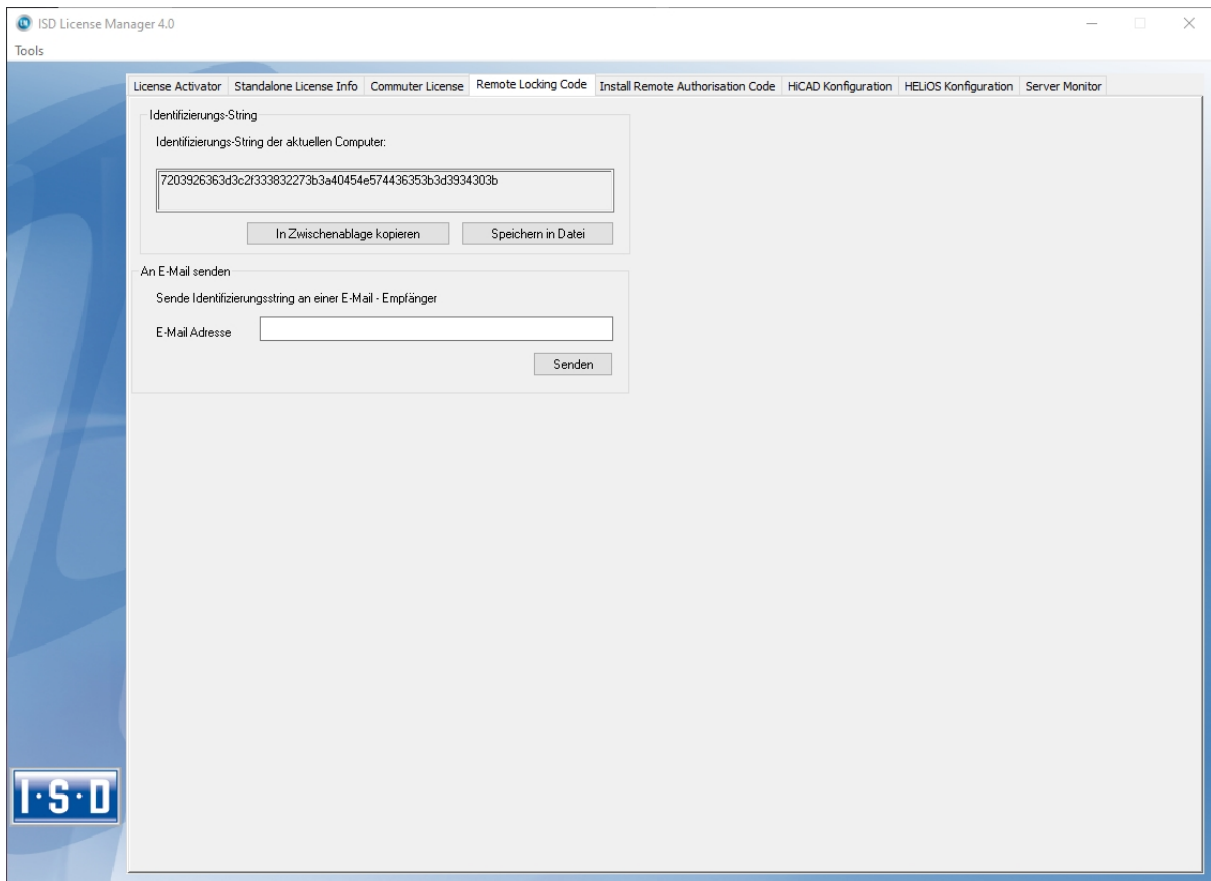 ISD License Manager 4.0
Tools
License Activator Standalone License Info Commuter License Remote Locking Code Install Remote Authorisation Code HiCAD Konfiguration HELiOS Konfiguration Server Monitor
Identifizierungs-String
Identifizierungs-String der aktuellen Computer:
7203926363d3c2f333832273b3a40454e574436353b3d3934303b
In Zwischenablage kopieren Speichern in Datei
An E-Mail senden
Sende Identifizierungsstring an einer E-Mail - Empfänger
E-Mail Adresse
Senden
I·S·D